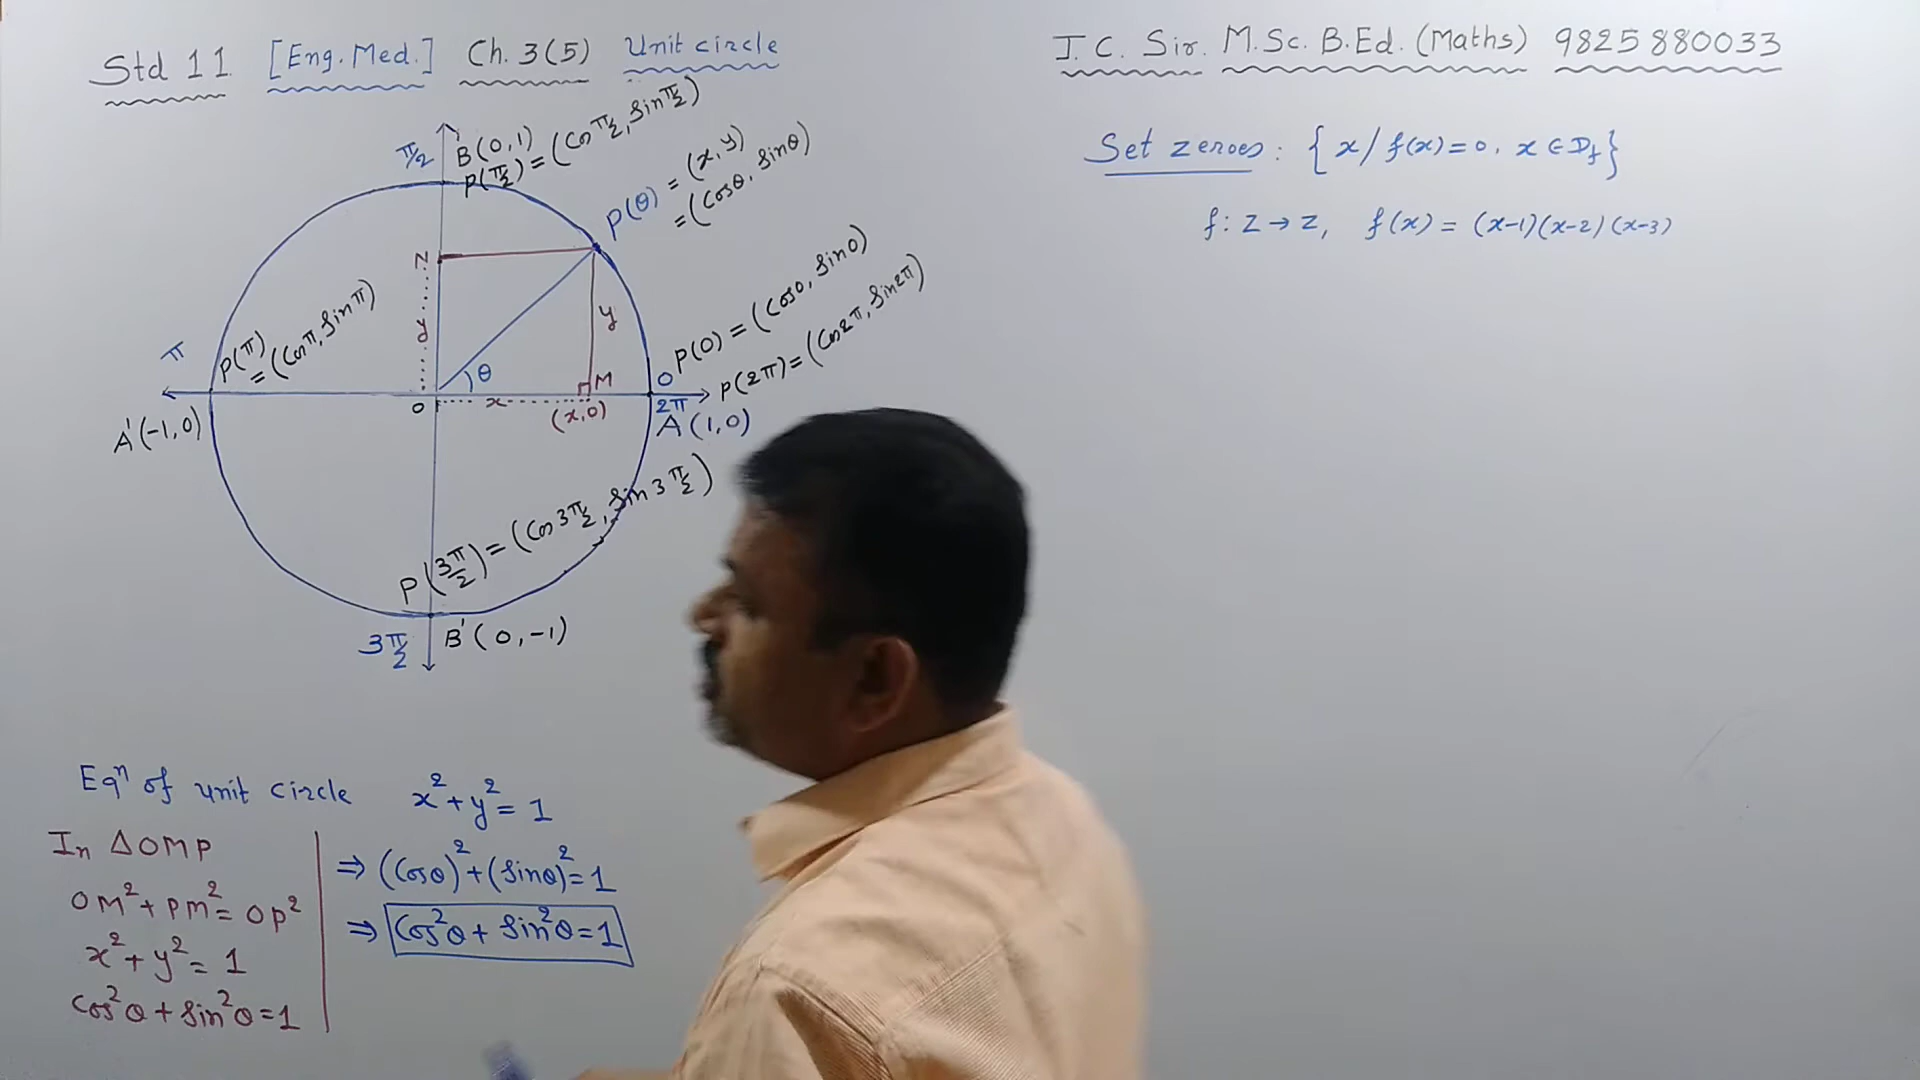 Std 11 [Eng. Med.] Ch. 3(5) Unit circle
J. C. Sir. M.Sc. B.Ed. (Maths) 9825880033
π/2
B(0,1)
P(π/2) = (Cos π/2, Sin π/2)
P(θ) = (x, y)
= (Cosθ, Sinθ)
N
y
y
θ
M
O
x
(x,0)
P(0) = (Cos0, Sin0)
P(2π) = (Cos2π, Sin2π)
0
2π
A(1,0)
π
P(π)
= (Cosπ, Sinπ)
A'(-1,0)
P(3π/2) = (Cos 3π/2, Sin 3π/2)
3π/2
B'(0,-1)
Eqⁿ of unit circle x² + y² = 1
In ΔOMP
OM² + PM² = OP²
x² + y² = 1
Cos²θ + Sin²θ = 1
⇒ (Cosθ)² + (Sinθ)² = 1
⇒ Cos²θ + Sin²θ = 1
Set zeroes : { x / f(x) = 0, x ∈ D_f }
f : Z → Z, f(x) = (x-1)(x-2)(x-3)